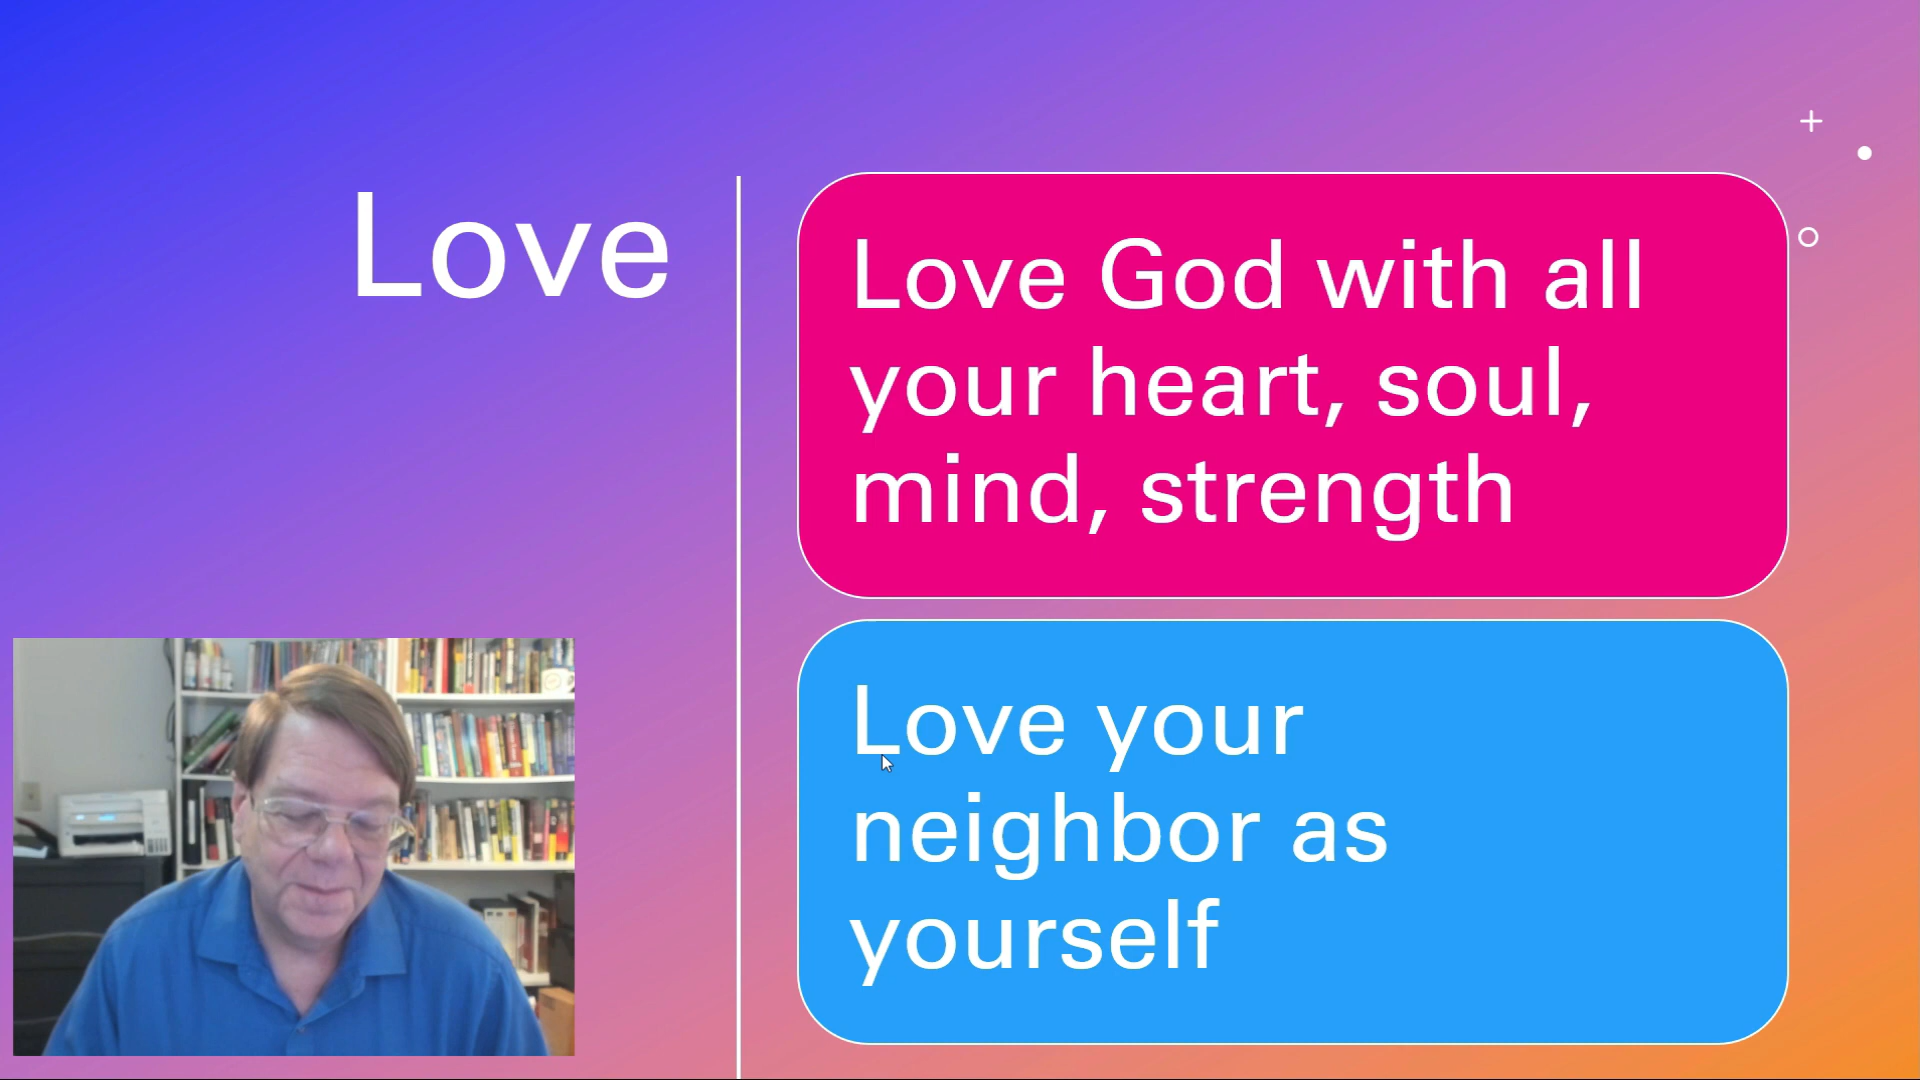 Love
Love God with all
your heart, soul,
mind, strength
Love your
neighbor as
yourself